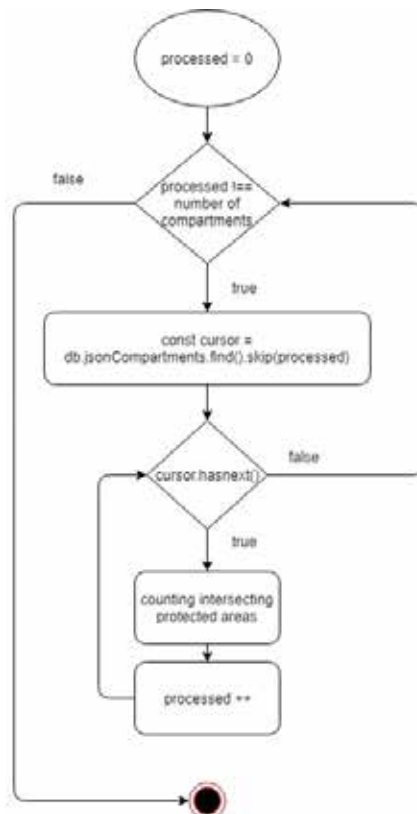 processed = 0
false
processed !==
number of
compartments
true
const cursor =
db.jsonCompartments.find().skip(processed)
cursor.hasnext()
false
true
counting intersecting
protected areas
processed ++